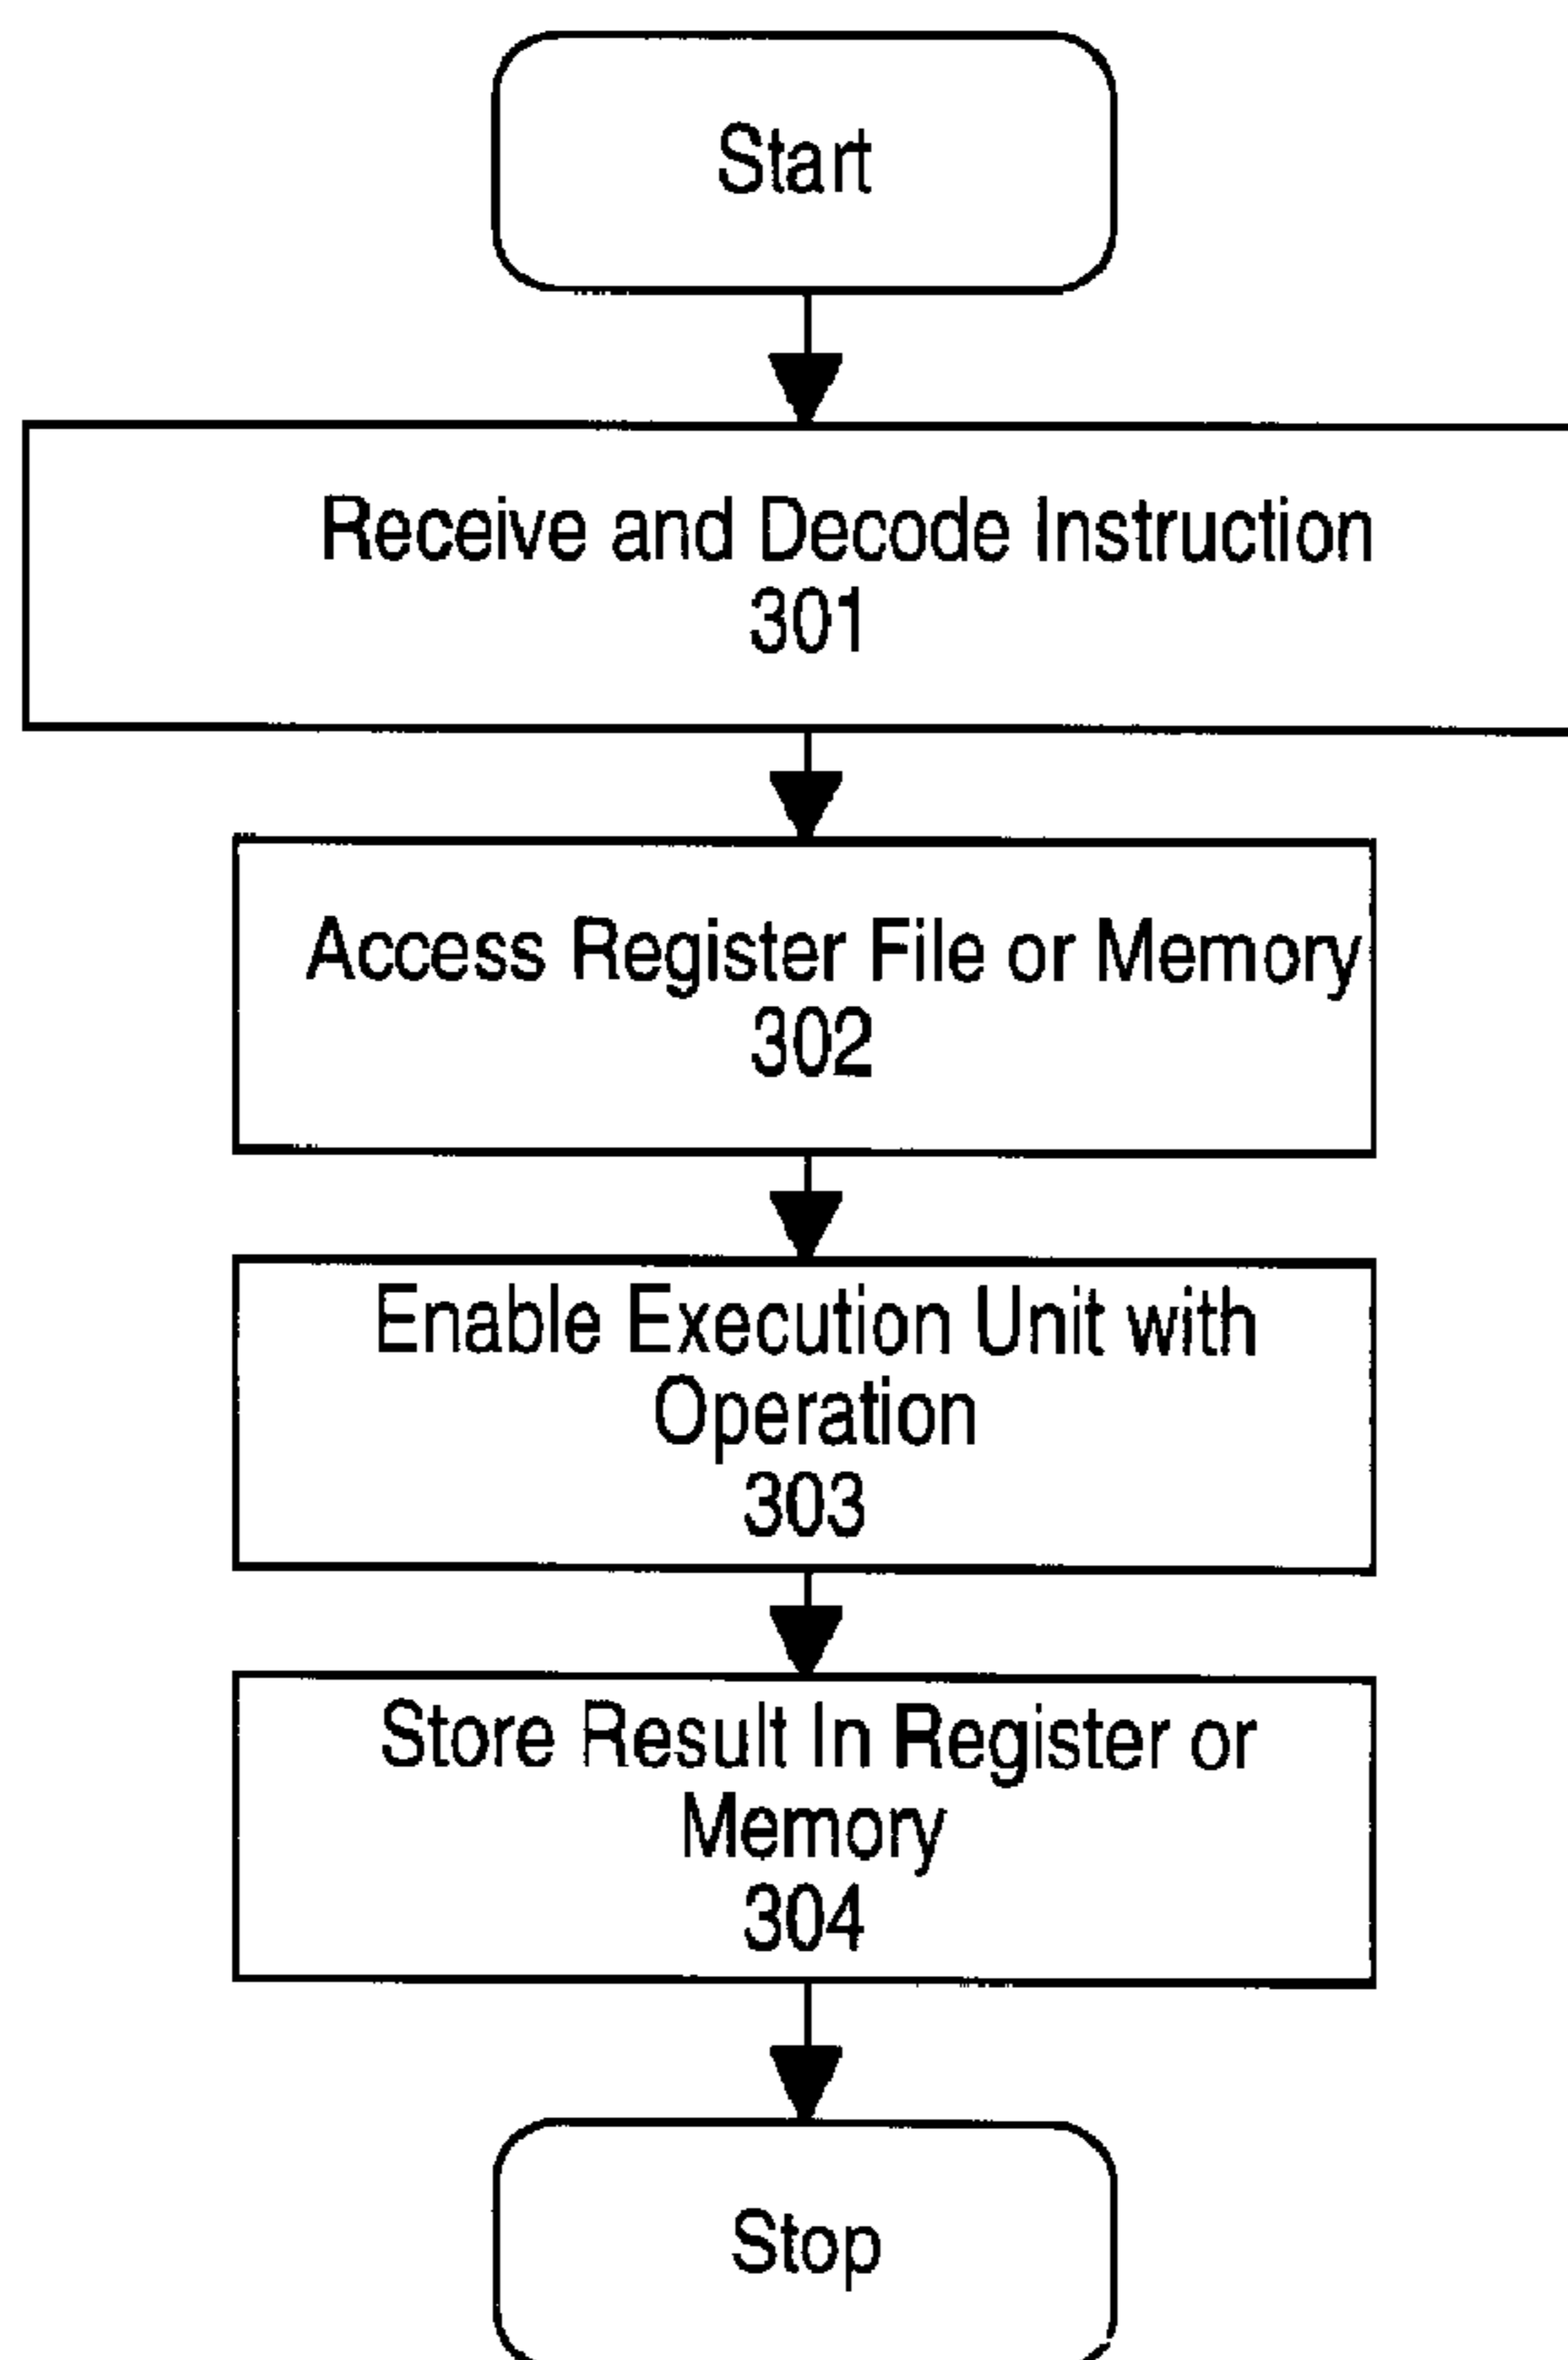 Start
Receive and Decode Instruction
301
Access Register File or Memory
302
Enable Execution Unit with
Operation
303
Store Result In Register or
Memory
304
Stop